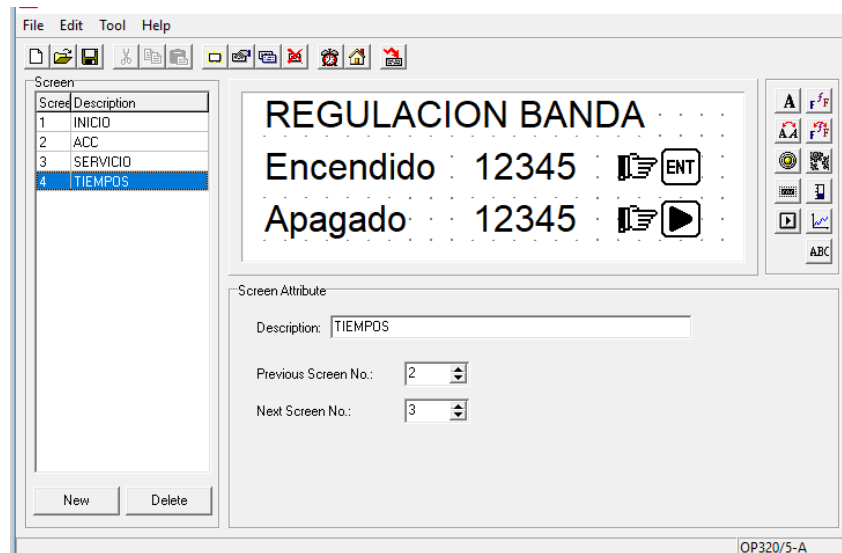 File Edit Tool Help
Screen
Scree Description
1 INICIO
2 ACC
3 SERVICIO
4 TIEMPOS
New Delete
REGULACION BANDA
Encendido 12345 ENT
Apagado 12345
A F f F
A A F F
ABC
Screen Attribute
Description: TIEMPOS
Previous Screen No.: 2
Next Screen No.: 3
OP320/5-A